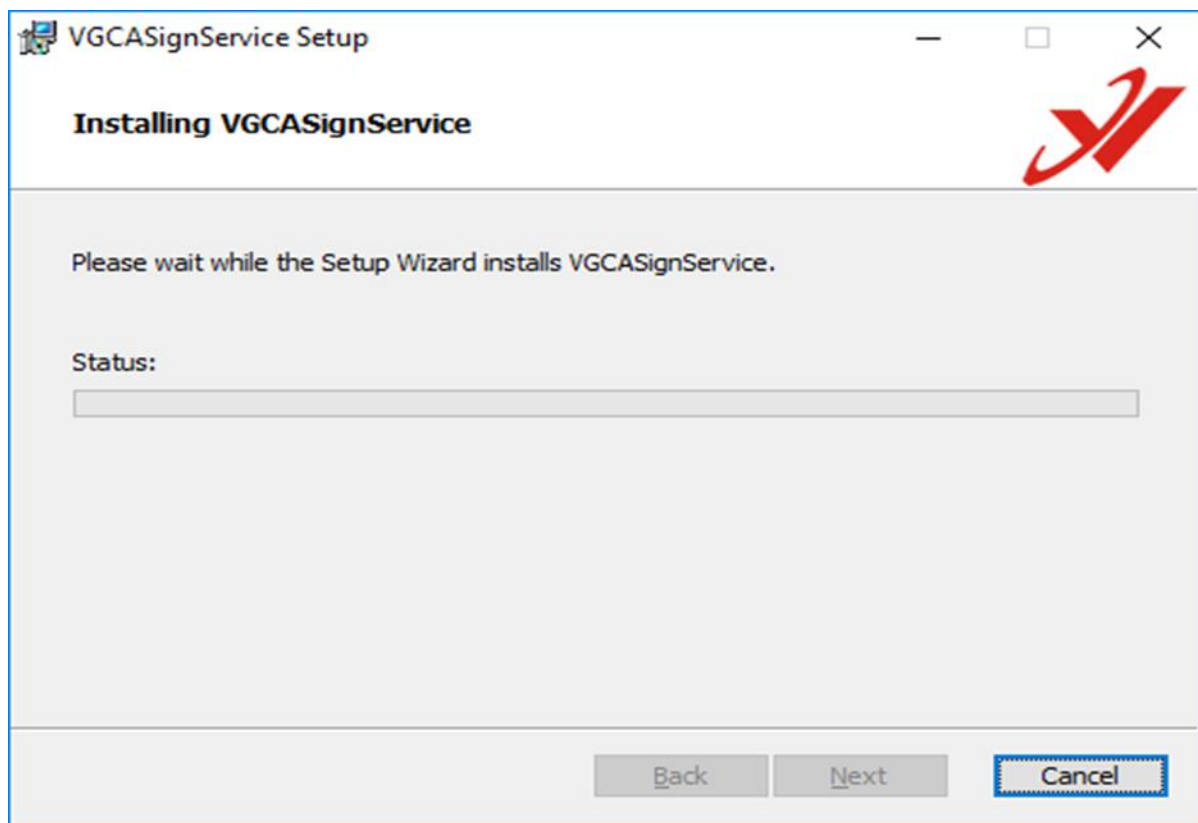 VGCASignService Setup
Installing VGCASignService
Please wait while the Setup Wizard installs VGCASignService.
Status:
Back Next Cancel